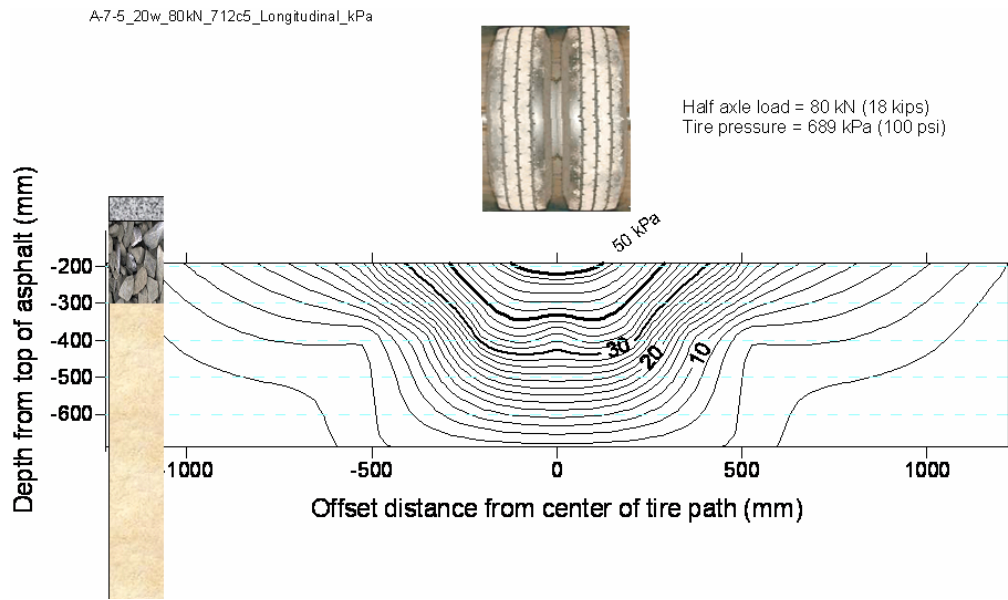 A-7-5_20w_80kN_712c5_Longitudinal_kPa
Half axle load = 80 kN (18 kips)
Tire pressure = 689 kPa (100 psi)
50 kPa
-200
-300
-400
-500
-600
30
20
10
-1000
-500
0
500
1000
Depth from top of asphalt (mm)
Offset distance from center of tire path (mm)